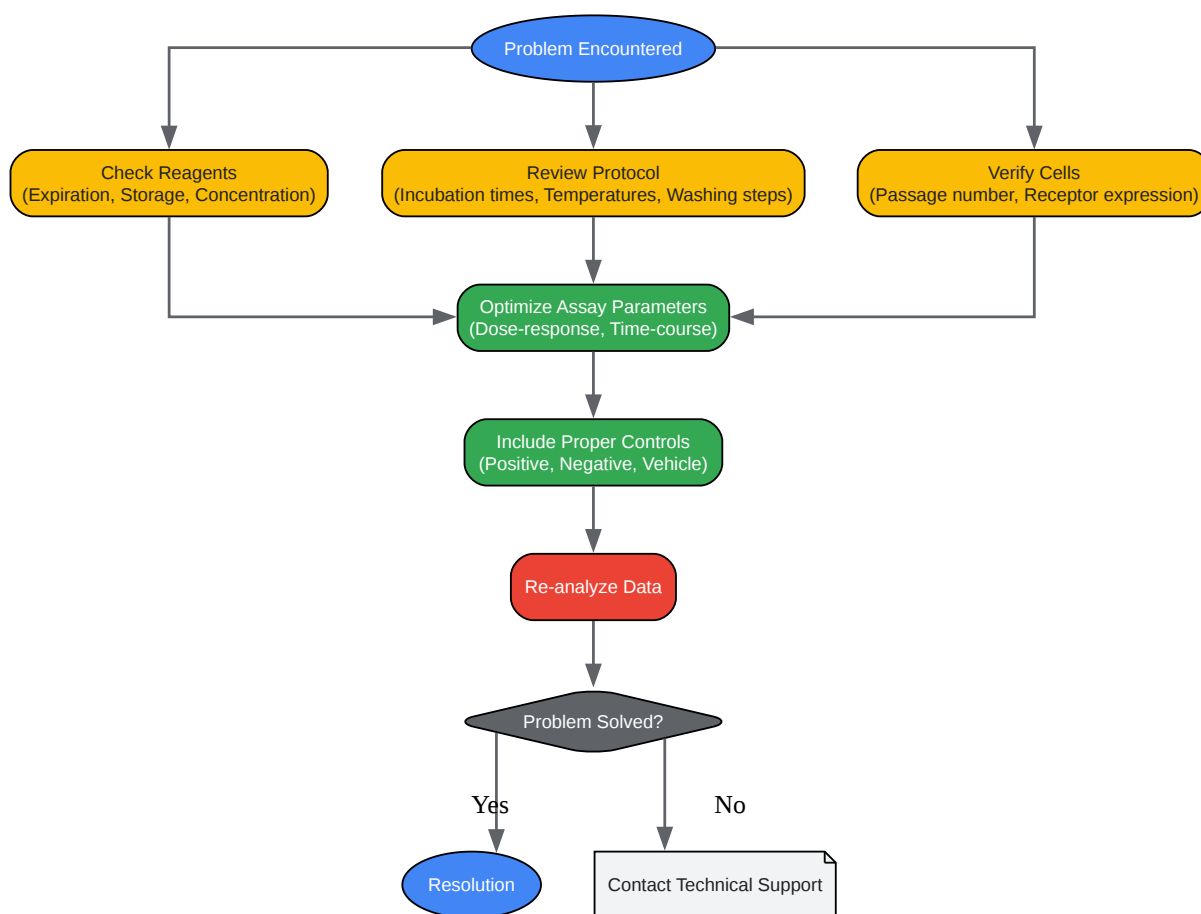 Problem Encountered
Check Reagents
(Expiration, Storage, Concentration)
Review Protocol
(Incubation times, Temperatures, Washing steps)
Verify Cells
(Passage number, Receptor expression)
Optimize Assay Parameters
(Dose-response, Time-course)
Include Proper Controls
(Positive, Negative, Vehicle)
Re-analyze Data
Problem Solved?
Yes
No
Resolution
Contact Technical Support